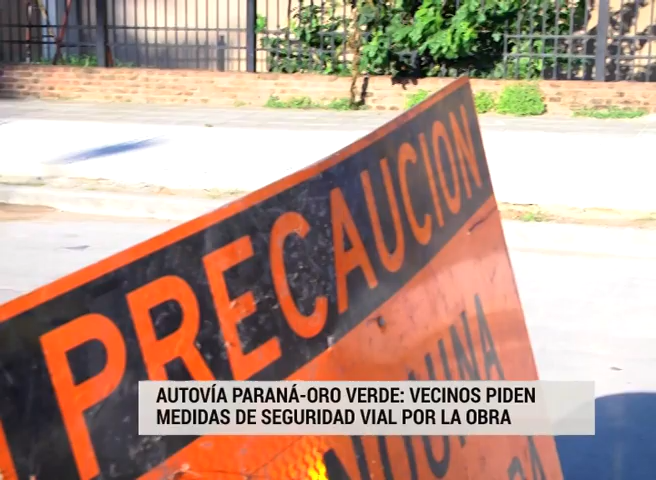 PRECAUCION
AUTOVÍA PARANÁ-ORO VERDE: VECINOS PIDEN
MEDIDAS DE SEGURIDAD VIAL POR LA OBRA